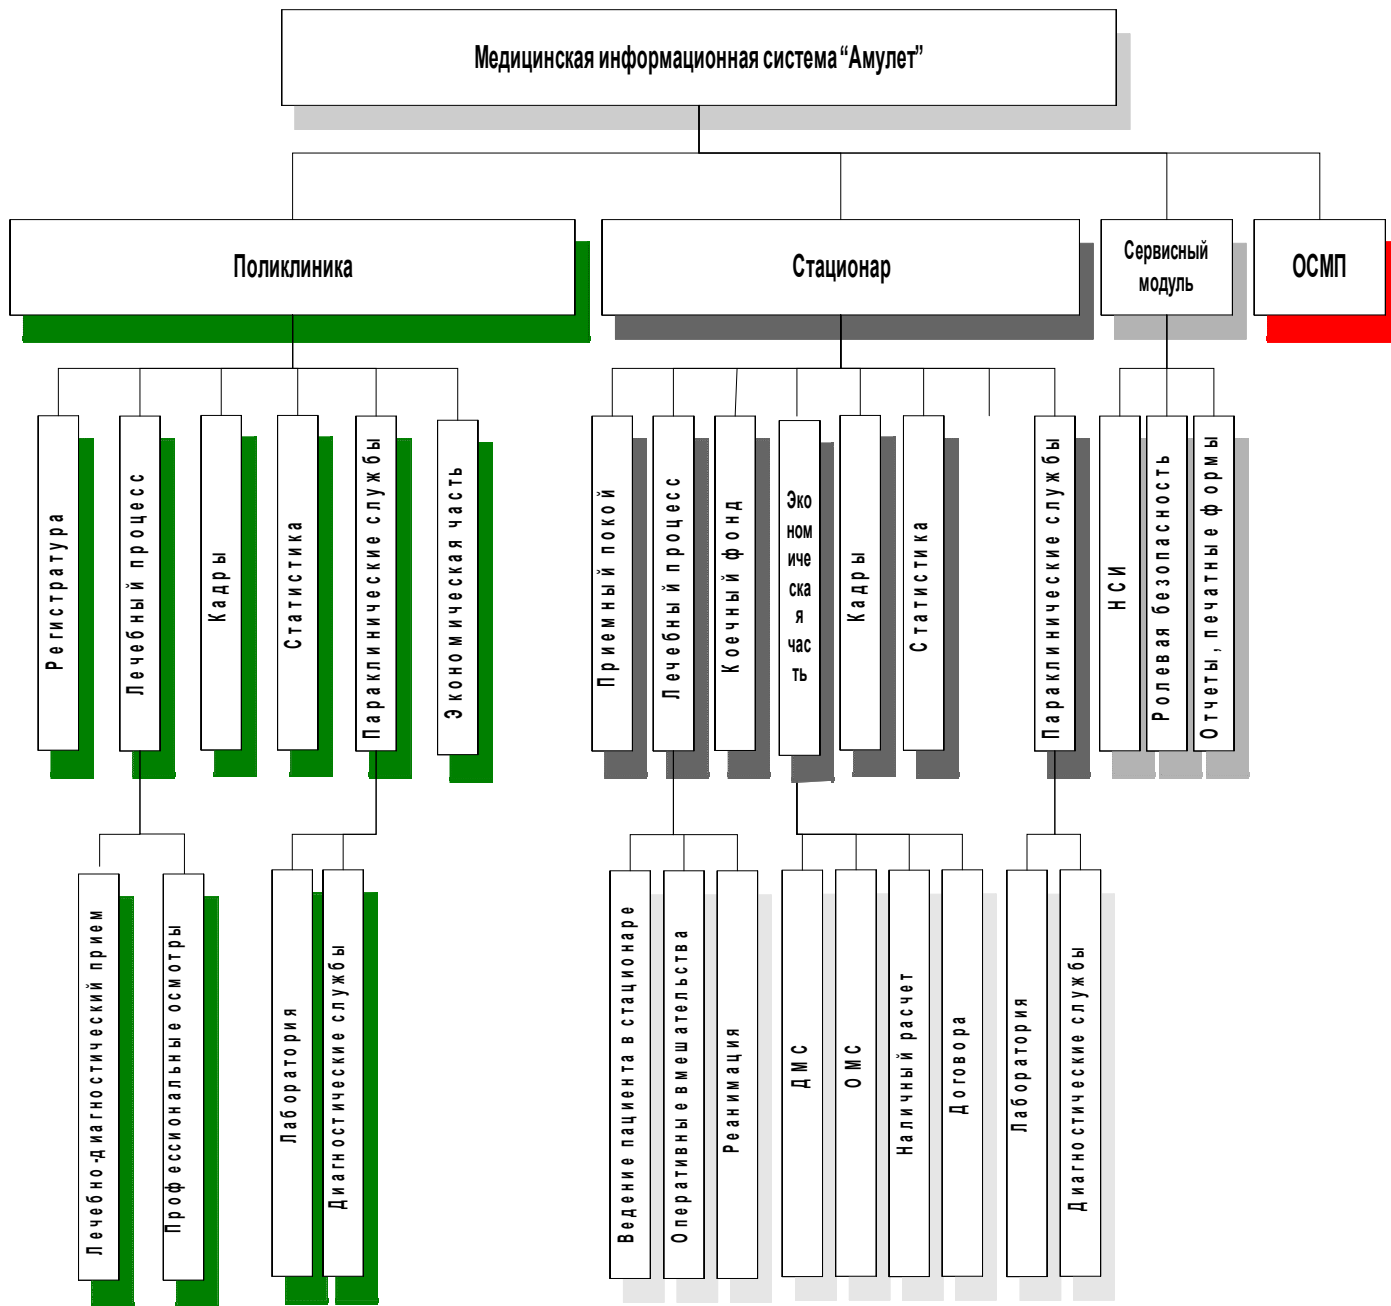 Медицинская информационная система “Амулет”
Поликлиника
Стационар
Сервисный
модуль
ОСМП
Регистратура
Лечебный процесс
Кадры
Статистика
Параклинические службы
Экономическая часть
Приемный покой
Лечебный процесс
Коечный фонд
Эко
ном
иче
ска
я
час
ть
Кадры
Статистика
Параклинические службы
НСИ
Ролевая безопасность
Отчеты, печатные формы
Лечебно-диагностический прием
Профессиональные осмотры
Лаборатория
Диагностические службы
Ведение пациента в стационаре
Оперативные вмешательства
Реанимация
ДМС
ОМС
Наличный расчет
Договора
Лаборатория
Диагностические службы